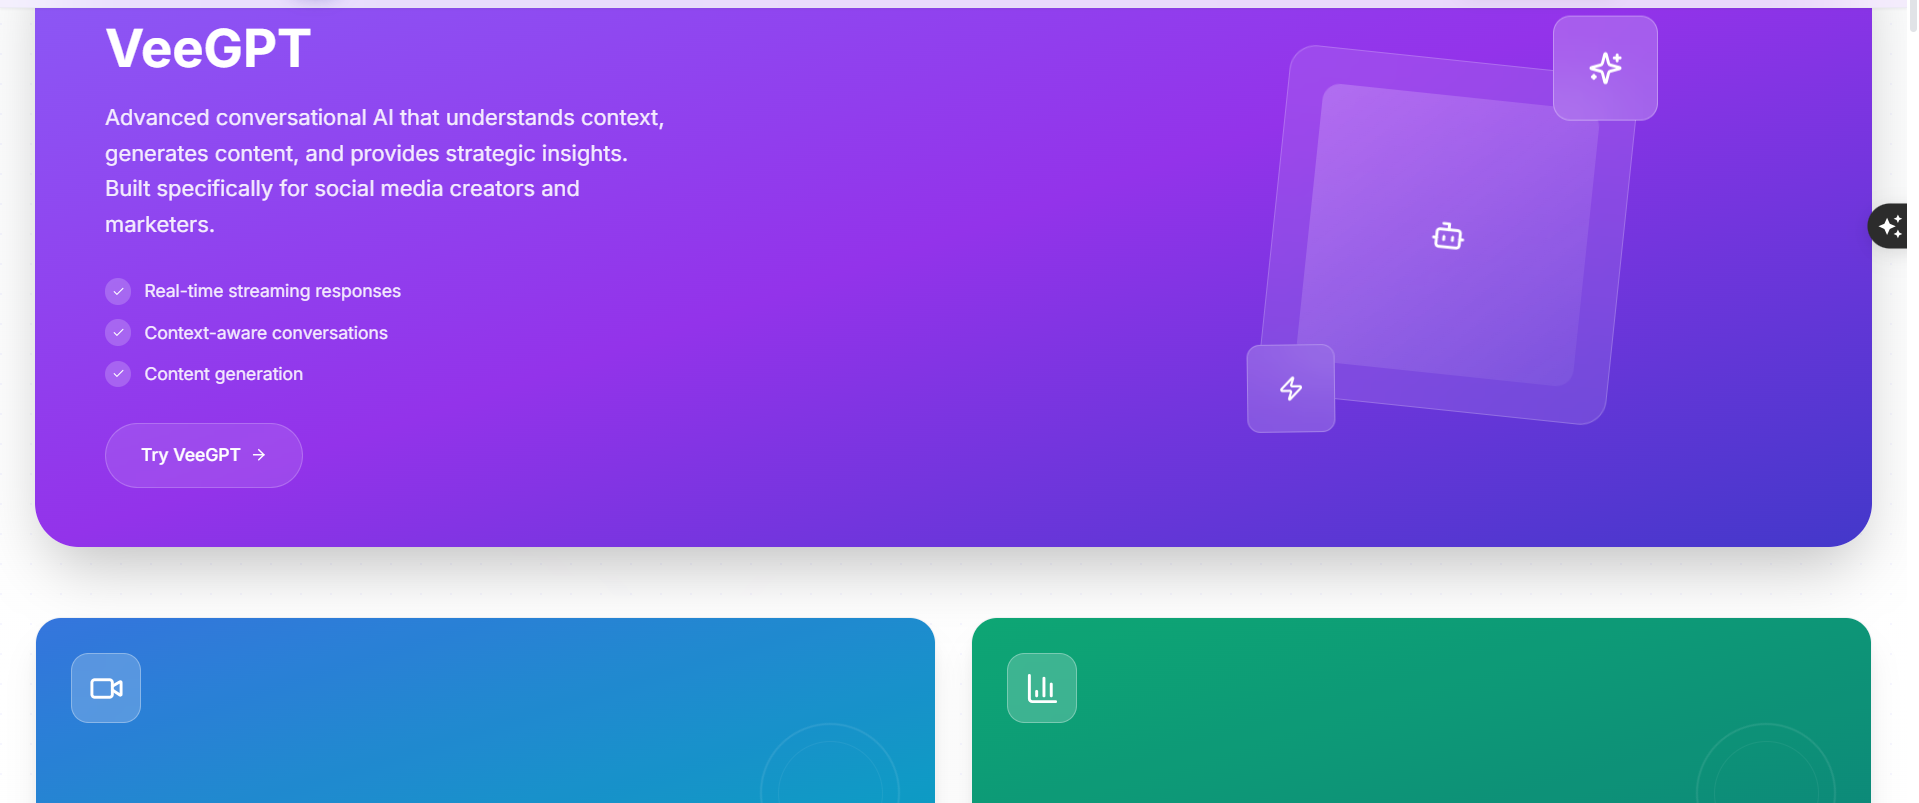 VeeGPT
Advanced conversational AI that understands context,
generates content, and provides strategic insights.
Built specifically for social media creators and
marketers.
Real-time streaming responses
Context-aware conversations
Content generation
Try VeeGPT